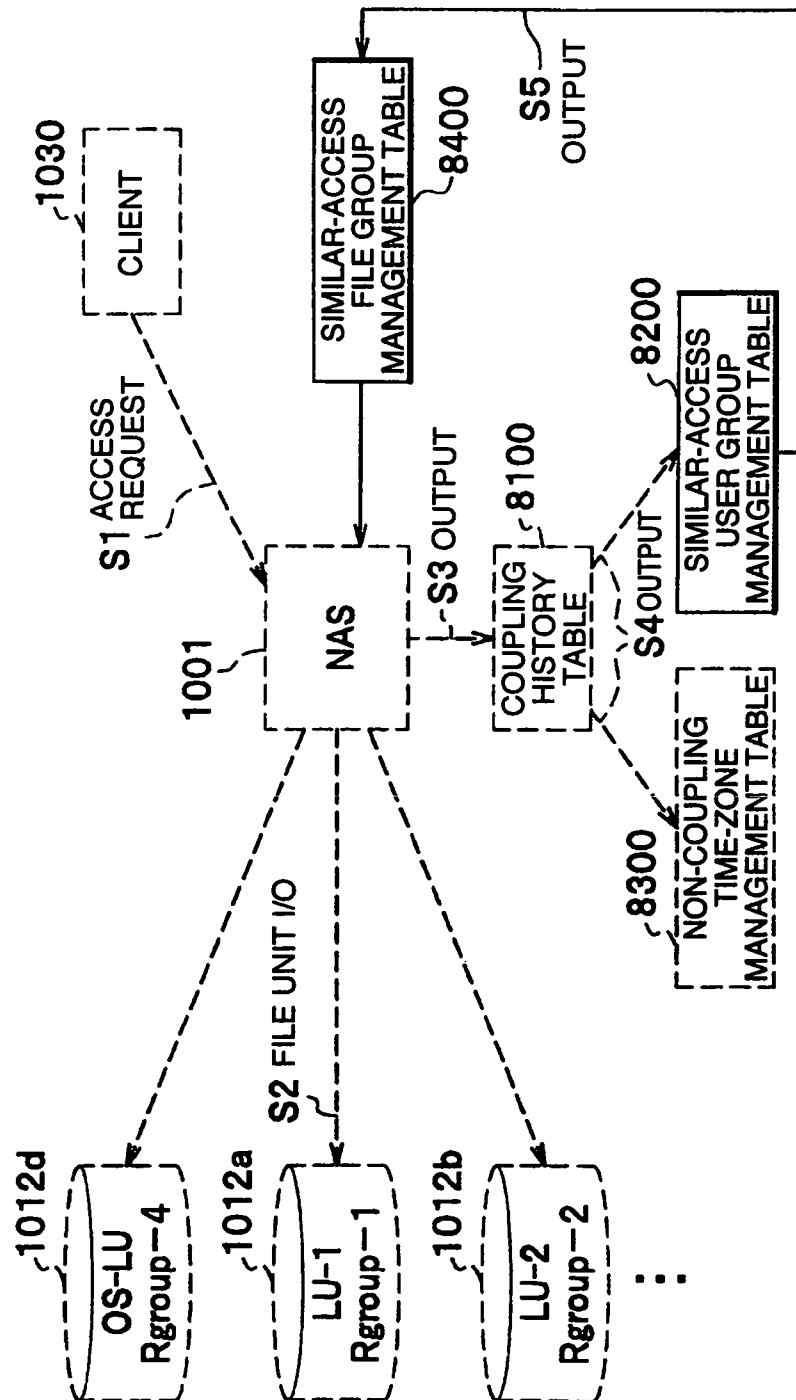 1030
CLIENT
S1 ACCESS
REQUEST
SIMILAR-ACCESS
FILE GROUP
MANAGEMENT TABLE
8400
S5
OUTPUT
1001
NAS
S3 OUTPUT
8100
COUPLING
HISTORY
TABLE
S4 OUTPUT
8200
SIMILAR-ACCESS
USER GROUP
MANAGEMENT TABLE
8300
NON-COUPLING
TIME-ZONE
MANAGEMENT TABLE
S2 FILE UNIT I/O
1012d
OS-LU
Rgroup-4
1012a
LU-1
Rgroup-1
1012b
LU-2
Rgroup-2
...